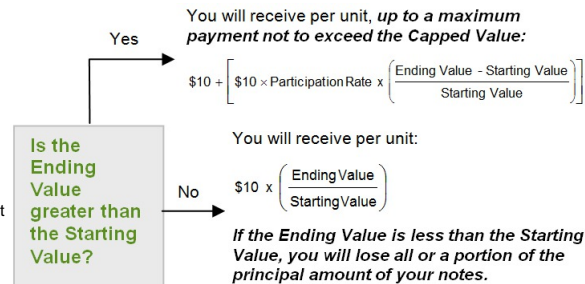 You will receive per unit, up to a maximum
payment not to exceed the Capped Value:
Yes
$10 + [ $10 × Participation Rate x ( Ending Value - Starting Value / Starting Value ) ]
Is the
Ending
Value
greater than
the Starting
Value?
No
You will receive per unit:
$10 x ( Ending Value / Starting Value )
If the Ending Value is less than the Starting
Value, you will lose all or a portion of the
principal amount of your notes.
t